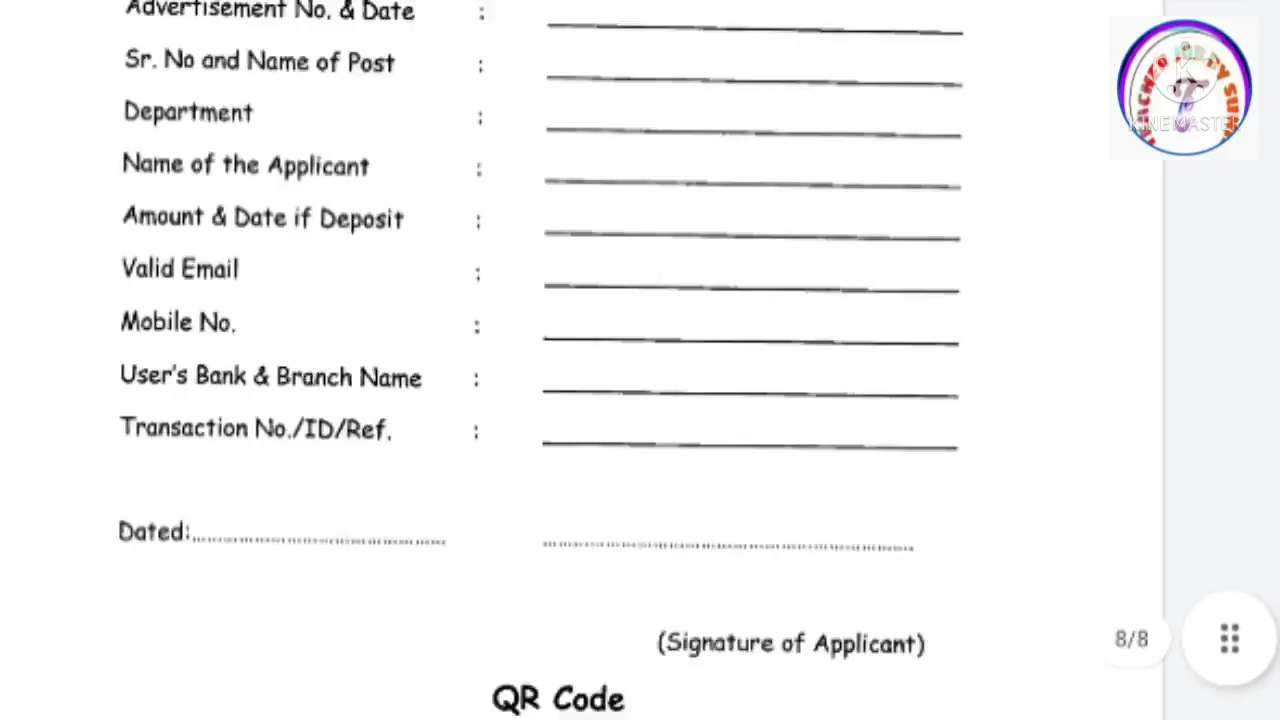 Advertisement No. & Date :
Sr. No and Name of Post :
Department :
Name of the Applicant :
Amount & Date if Deposit :
Valid Email :
Mobile No. :
User's Bank & Branch Name :
Transaction No./ID/Ref. :
Dated:
(Signature of Applicant)
QR Code
8/8
KINEMASTER